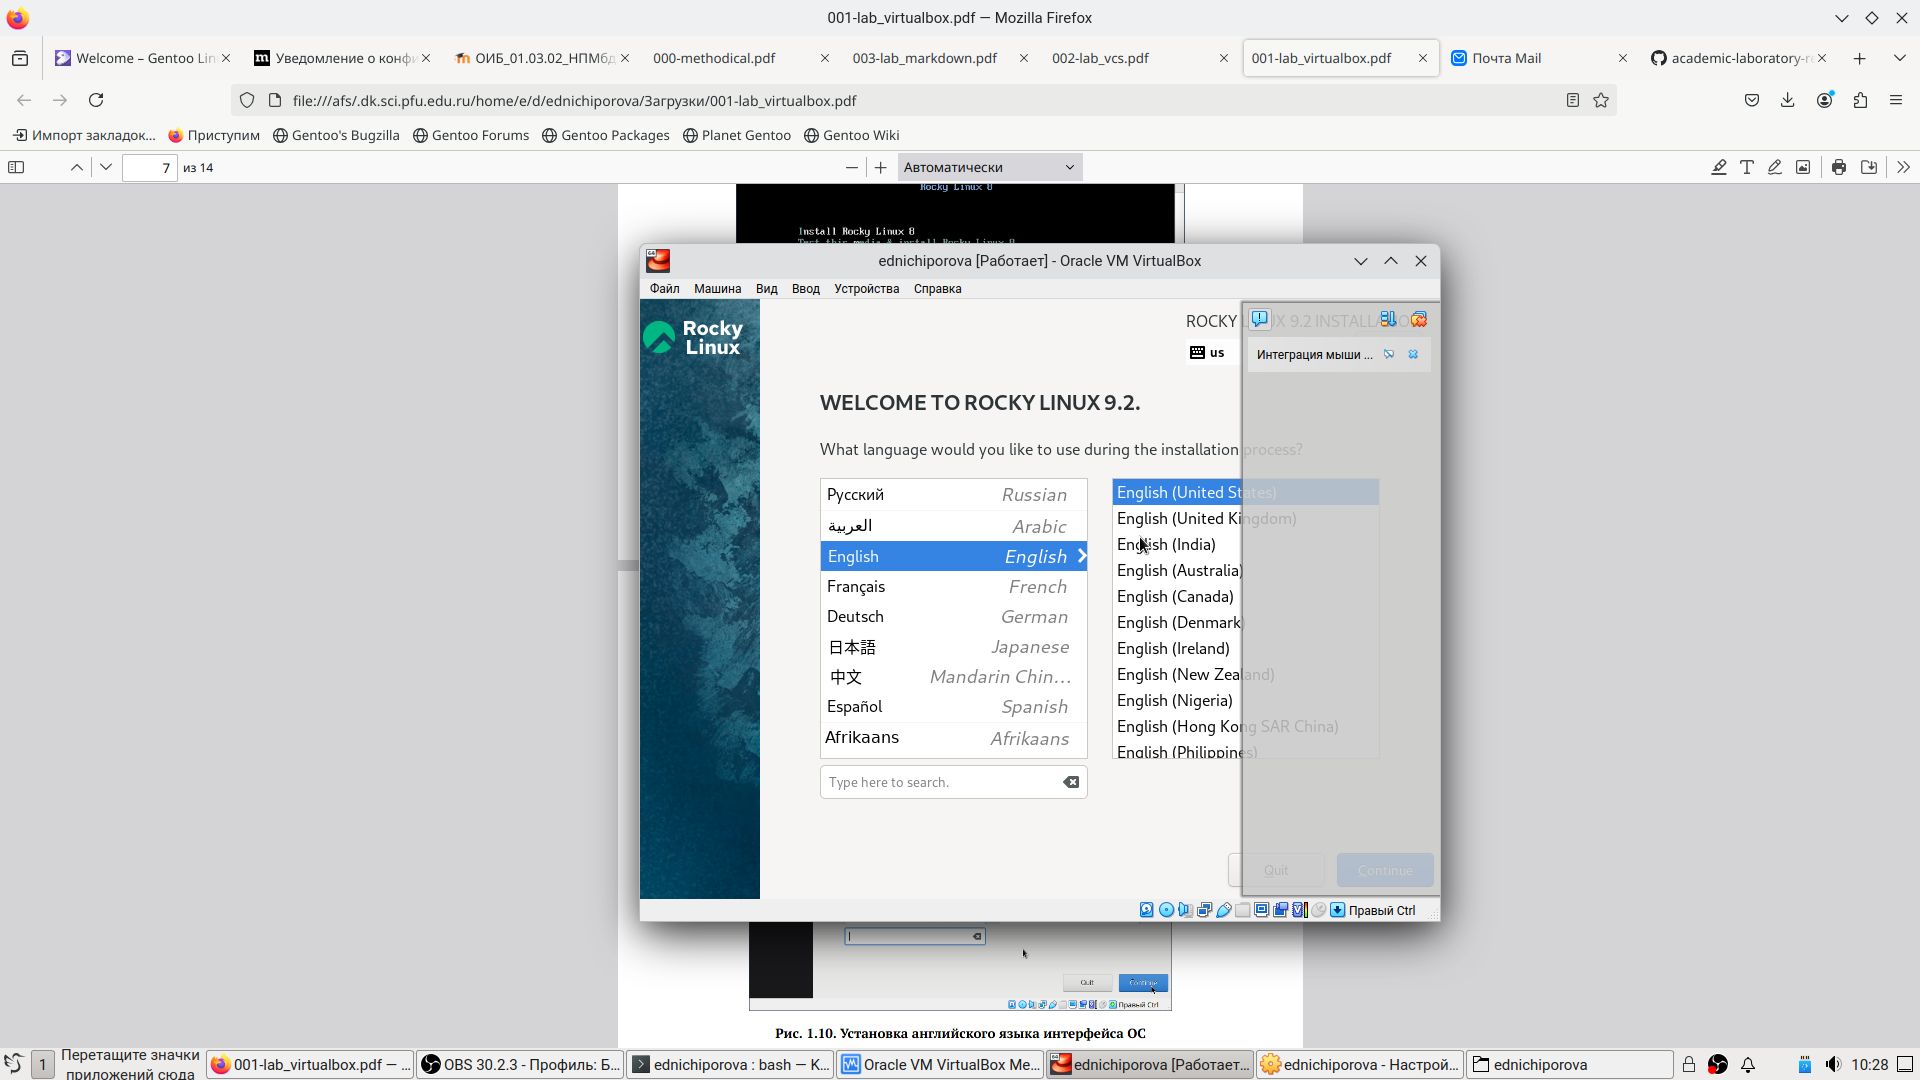 001-lab_virtualbox.pdf — Mozilla Firefox
Welcome – Gentoo Lin
Уведомление о конфи
ОИБ_01.03.02_НПМбд
000-methodical.pdf
003-lab_markdown.pdf
002-lab_vcs.pdf
001-lab_virtualbox.pdf
Почта Mail
academic-laboratory-re
file:///afs/.dk.sci.pfu.edu.ru/home/e/d/ednichiporova/Загрузки/001-lab_virtualbox.pdf
Импорт закладок...
Приступим
Gentoo's Bugzilla
Gentoo Forums
Gentoo Packages
Planet Gentoo
Gentoo Wiki
7 из 14
Автоматически
Rocky Linux 8
Install Rocky Linux 8
Test this media & install Rocky Linux 8
ednichiporova [Работает] - Oracle VM VirtualBox
Файл Машина Вид Ввод Устройства Справка
Rocky
Linux
ROCKY LINUX 9.2 INSTALLATION
us
Интеграция мыши ...
WELCOME TO ROCKY LINUX 9.2.
What language would you like to use during the installation process?
Русский Russian
العربية Arabic
English English
Français French
Deutsch German
日本語 Japanese
中文 Mandarin Chin...
Español Spanish
Afrikaans Afrikaans
Type here to search.
English (United States)
English (United Kingdom)
English (India)
English (Australia)
English (Canada)
English (Denmark)
English (Ireland)
English (New Zealand)
English (Nigeria)
English (Hong Kong SAR China)
English (Philippines)
Quit
Continue
Правый Ctrl
Quit
Continue
Правый Ctrl
Рис. 1.10. Установка английского языка интерфейса ОС
1
Перетащите значки
приложений сюда
001-lab_virtualbox.pdf — ...
OBS 30.2.3 - Профиль: Б...
ednichiporova : bash — K...
Oracle VM VirtualBox Ме...
ednichiporova [Работает...
ednichiporova - Настрой...
ednichiporova
10:28